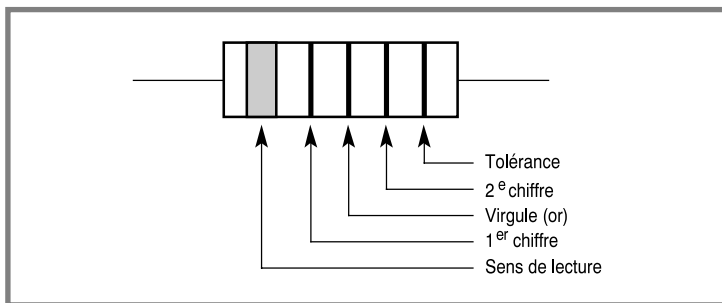 Tolérance
2e chiffre
Virgule (or)
1er chiffre
Sens de lecture